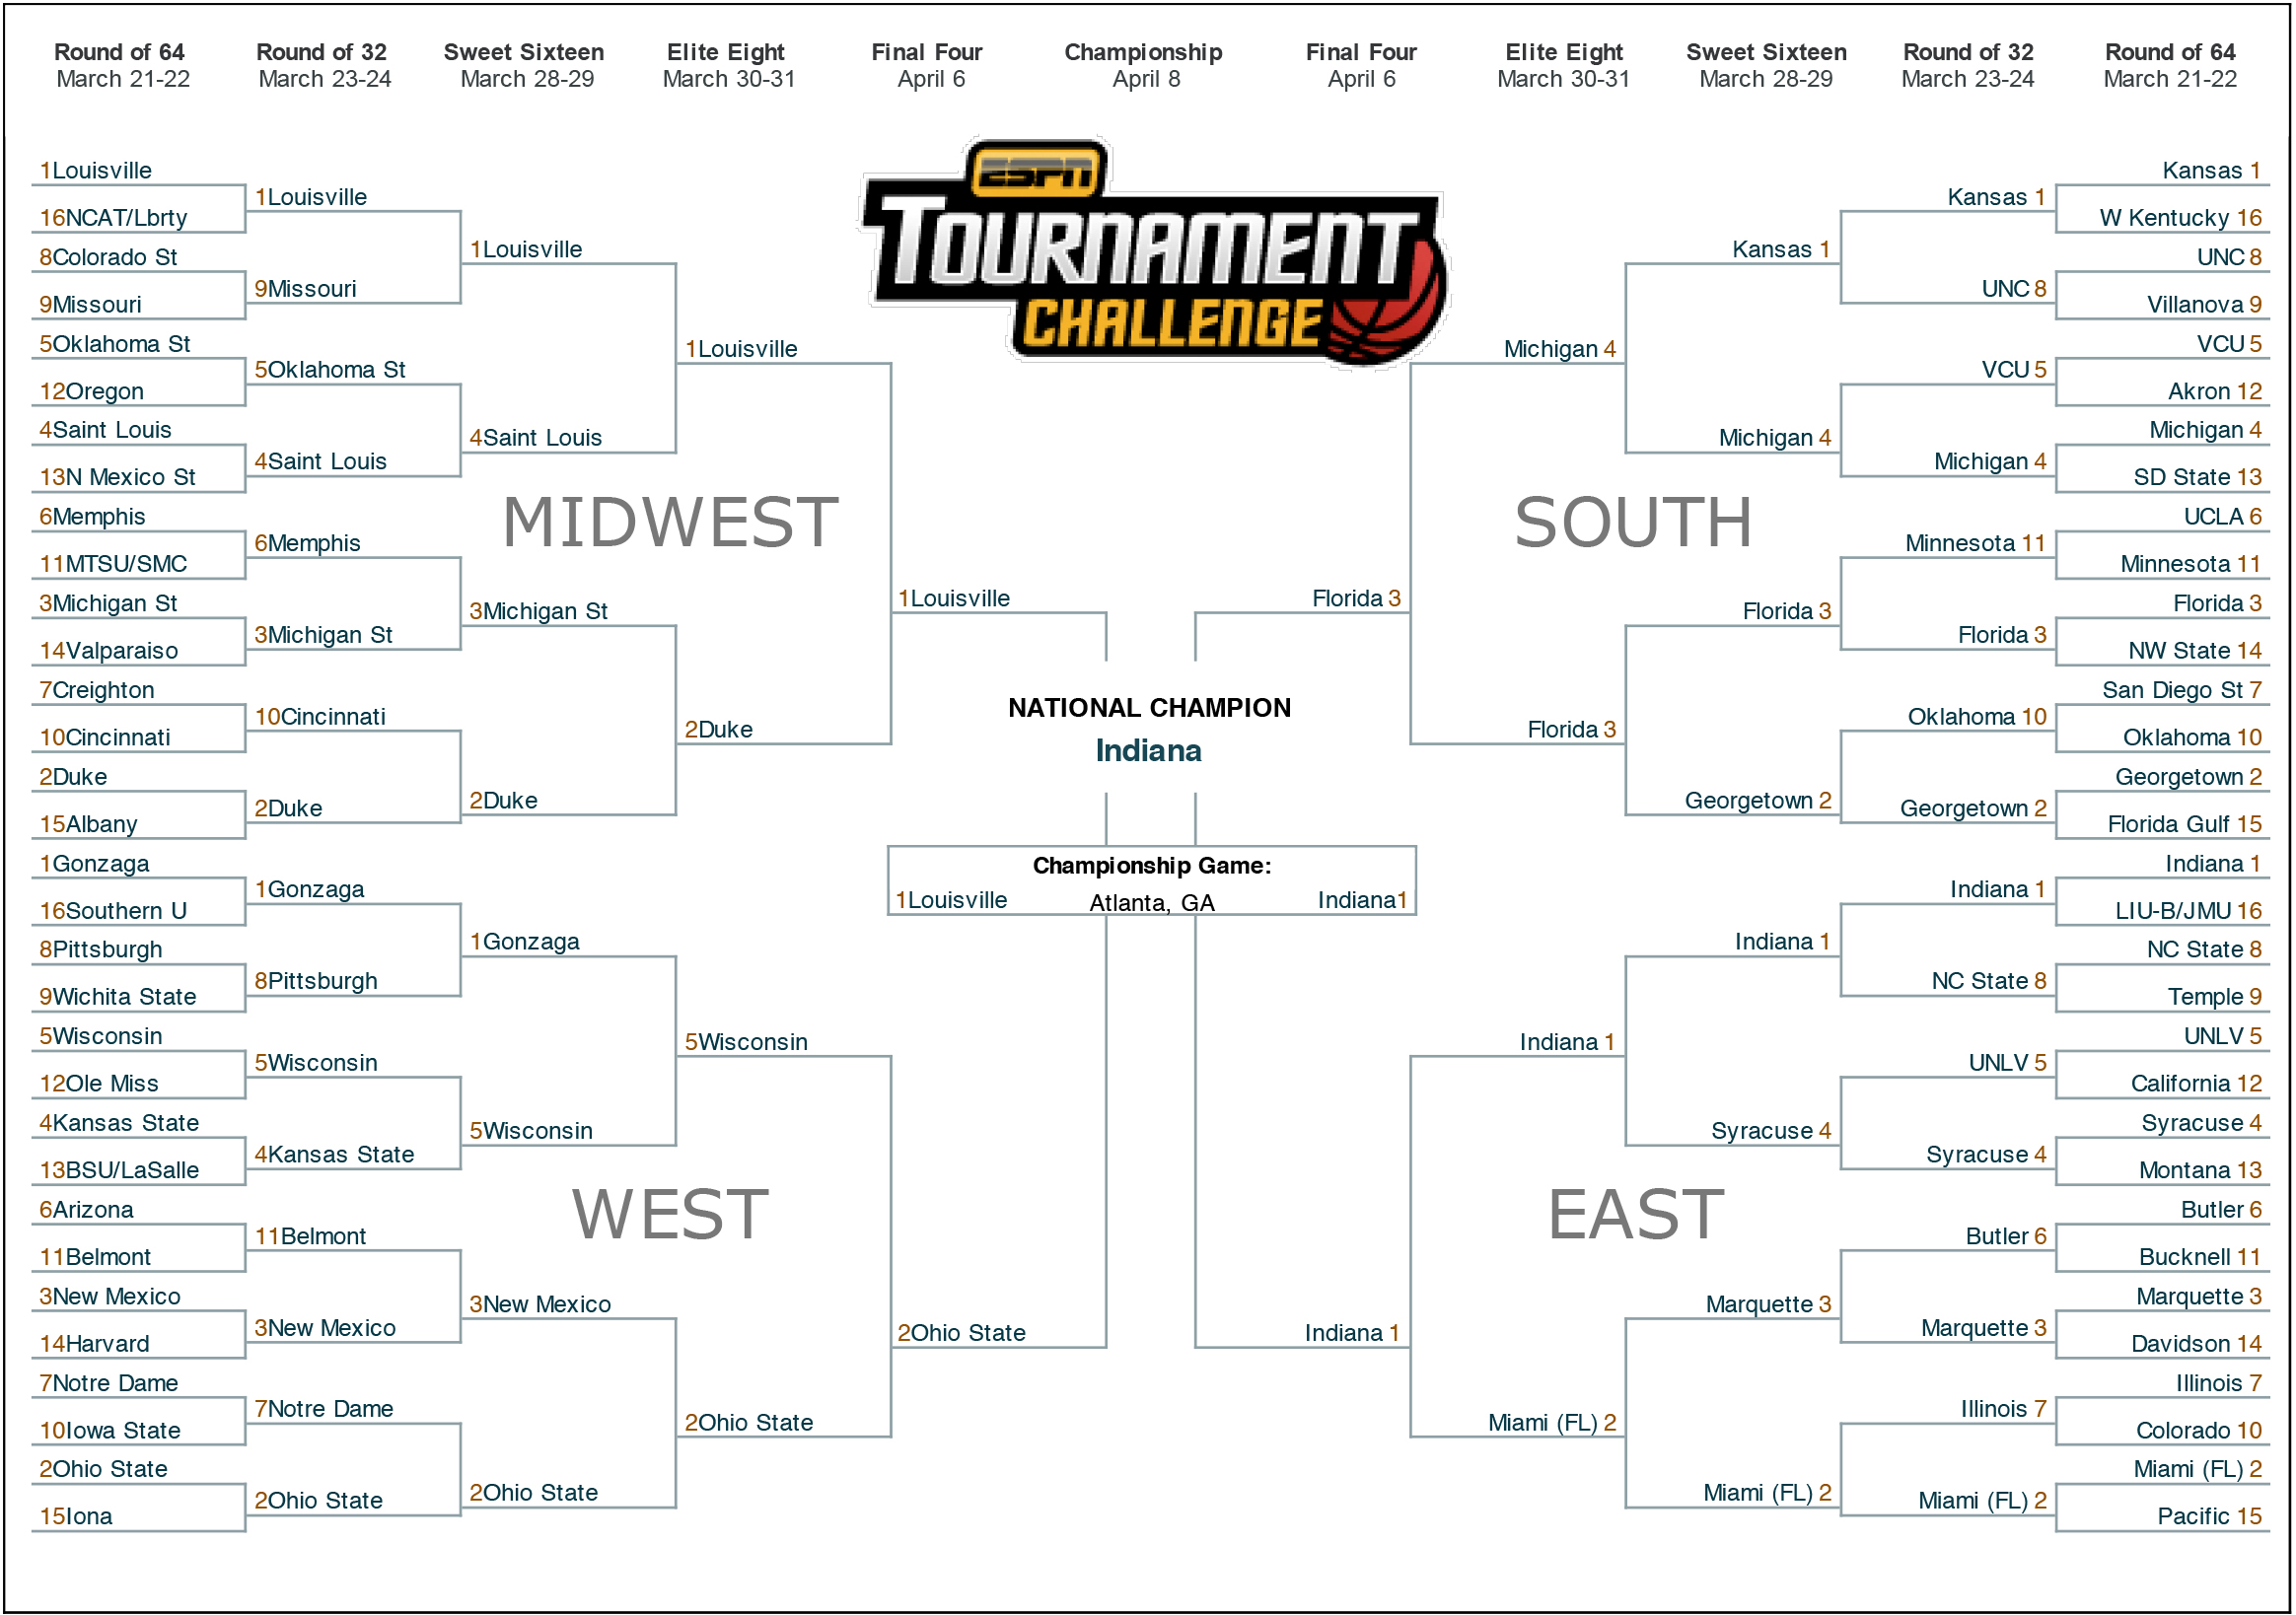 Round of 64
March 21-22
Round of 32
March 23-24
Sweet Sixteen
March 28-29
Elite Eight
March 30-31
Final Four
April 6
Championship
April 8
Final Four
April 6
Elite Eight
March 30-31
Sweet Sixteen
March 28-29
Round of 32
March 23-24
Round of 64
March 21-22
ESPN
TOURNAMENT
CHALLENGE
MIDWEST
1Louisville
16NCAT/Lbrty
8Colorado St
9Missouri
5Oklahoma St
12Oregon
4Saint Louis
13N Mexico St
6Memphis
11MTSU/SMC
3Michigan St
14Valparaiso
7Creighton
10Cincinnati
2Duke
15Albany
1Louisville
9Missouri
5Oklahoma St
4Saint Louis
6Memphis
3Michigan St
10Cincinnati
2Duke
1Louisville
4Saint Louis
3Michigan St
2Duke
1Louisville
2Duke
1Louisville
WEST
1Gonzaga
16Southern U
8Pittsburgh
9Wichita State
5Wisconsin
12Ole Miss
4Kansas State
13BSU/LaSalle
6Arizona
11Belmont
3New Mexico
14Harvard
7Notre Dame
10Iowa State
2Ohio State
15Iona
1Gonzaga
8Pittsburgh
5Wisconsin
4Kansas State
11Belmont
3New Mexico
7Notre Dame
2Ohio State
1Gonzaga
5Wisconsin
3New Mexico
2Ohio State
5Wisconsin
2Ohio State
2Ohio State
NATIONAL CHAMPION
Indiana
Championship Game:
1Louisville
Atlanta, GA
Indiana1
SOUTH
Florida 3
Michigan 4
Florida 3
Kansas 1
Michigan 4
Florida 3
Georgetown 2
Kansas 1
UNC 8
VCU 5
Michigan 4
Minnesota 11
Florida 3
Oklahoma 10
Georgetown 2
Kansas 1
W Kentucky 16
UNC 8
Villanova 9
VCU 5
Akron 12
Michigan 4
SD State 13
UCLA 6
Minnesota 11
Florida 3
NW State 14
San Diego St 7
Oklahoma 10
Georgetown 2
Florida Gulf 15
EAST
Indiana 1
Indiana 1
Miami (FL) 2
Indiana 1
Syracuse 4
Marquette 3
Miami (FL) 2
Indiana 1
NC State 8
UNLV 5
Syracuse 4
Butler 6
Marquette 3
Illinois 7
Miami (FL) 2
Indiana 1
LIU-B/JMU 16
NC State 8
Temple 9
UNLV 5
California 12
Syracuse 4
Montana 13
Butler 6
Bucknell 11
Marquette 3
Davidson 14
Illinois 7
Colorado 10
Miami (FL) 2
Pacific 15